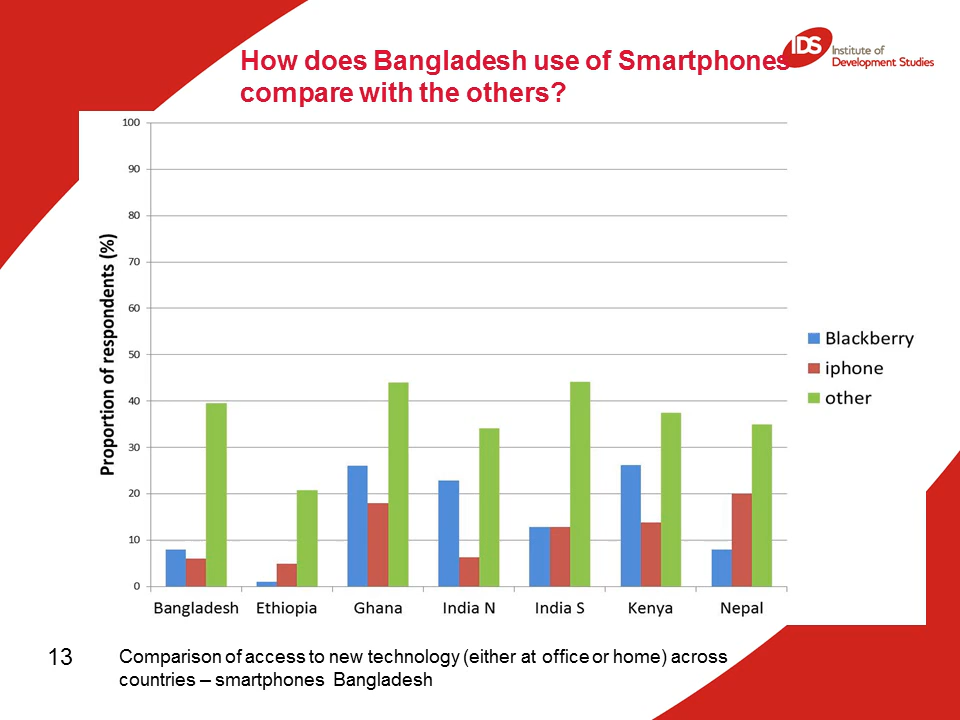 How does Bangladesh use of Smartphones
compare with the others?
IDS
Institute of
Development Studies
Proportion of respondents (%)
100
90
80
70
60
50
40
30
20
10
0
Bangladesh Ethiopia Ghana India N India S Kenya Nepal
Blackberry
iphone
other
13
Comparison of access to new technology (either at office or home) across
countries – smartphones Bangladesh